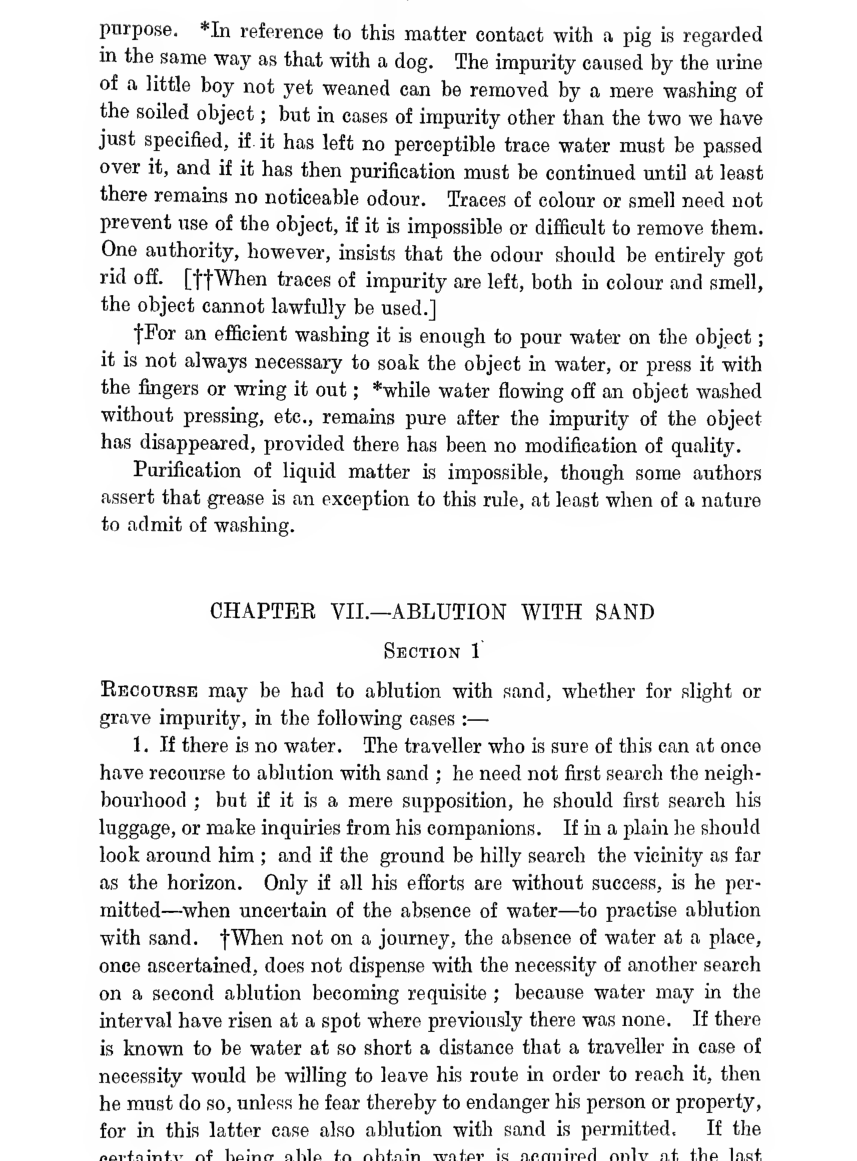 purpose. *In reference to this matter contact with a pig is regarded
in the same way as that with a dog. The impurity caused by the urine
of a little boy not yet weaned can be removed by a mere washing of
the soiled object ; but in cases of impurity other than the two we have
just specified, if it has left no perceptible trace water must be passed
over it, and if it has then purification must be continued until at least
there remains no noticeable odour. Traces of colour or smell need not
prevent use of the object, if it is impossible or difficult to remove them.
One authority, however, insists that the odour should be entirely got
rid off. [††When traces of impurity are left, both in colour and smell,
the object cannot lawfully be used.]
†For an efficient washing it is enough to pour water on the object ;
it is not always necessary to soak the object in water, or press it with
the fingers or wring it out ; *while water flowing off an object washed
without pressing, etc., remains pure after the impurity of the object
has disappeared, provided there has been no modification of quality.
Purification of liquid matter is impossible, though some authors
assert that grease is an exception to this rule, at least when of a nature
to admit of washing.
CHAPTER VII.—ABLUTION WITH SAND
SECTION 1
RECOURSE may be had to ablution with sand, whether for slight or
grave impurity, in the following cases :—
1. If there is no water. The traveller who is sure of this can at once
have recourse to ablution with sand ; he need not first search the neigh-
bourhood ; but if it is a mere supposition, he should first search his
luggage, or make inquiries from his companions. If in a plain he should
look around him ; and if the ground be hilly search the vicinity as far
as the horizon. Only if all his efforts are without success, is he per-
mitted—when uncertain of the absence of water—to practise ablution
with sand. †When not on a journey, the absence of water at a place,
once ascertained, does not dispense with the necessity of another search
on a second ablution becoming requisite ; because water may in the
interval have risen at a spot where previously there was none. If there
is known to be water at so short a distance that a traveller in case of
necessity would be willing to leave his route in order to reach it, then
he must do so, unless he fear thereby to endanger his person or property,
for in this latter case also ablution with sand is permitted. If the
certainty of being able to obtain water is acquired only at the last